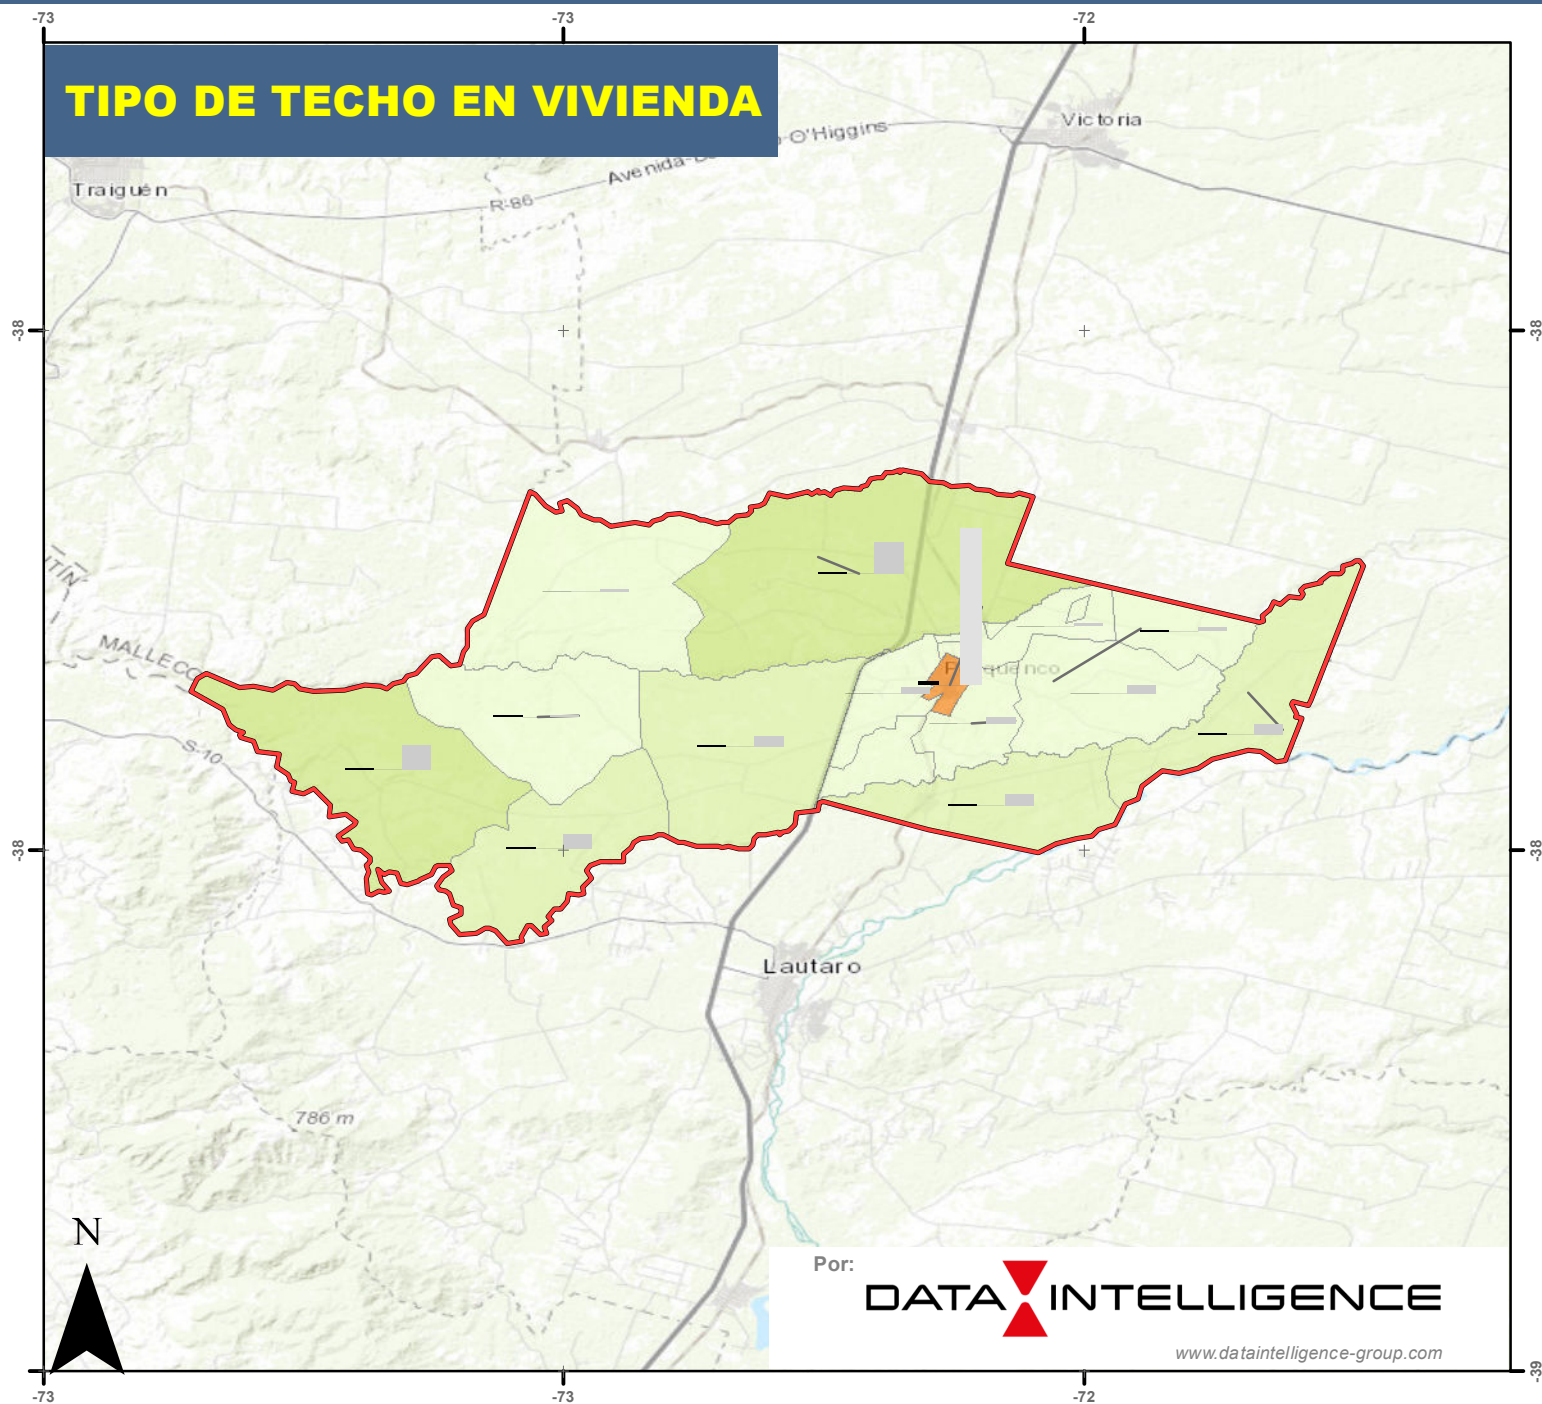 -73
-73
-72
TIPO DE TECHO EN VIVIENDA
Victoria
O'Higgins
Avenida
Traiguén
R-86
-38
-38
MALLECO
S-10
-38
-38
Lautaro
786 m
N
Por:
DATA INTELLIGENCE
www.dataintelligence-group.com
-39
-73
-73
-72